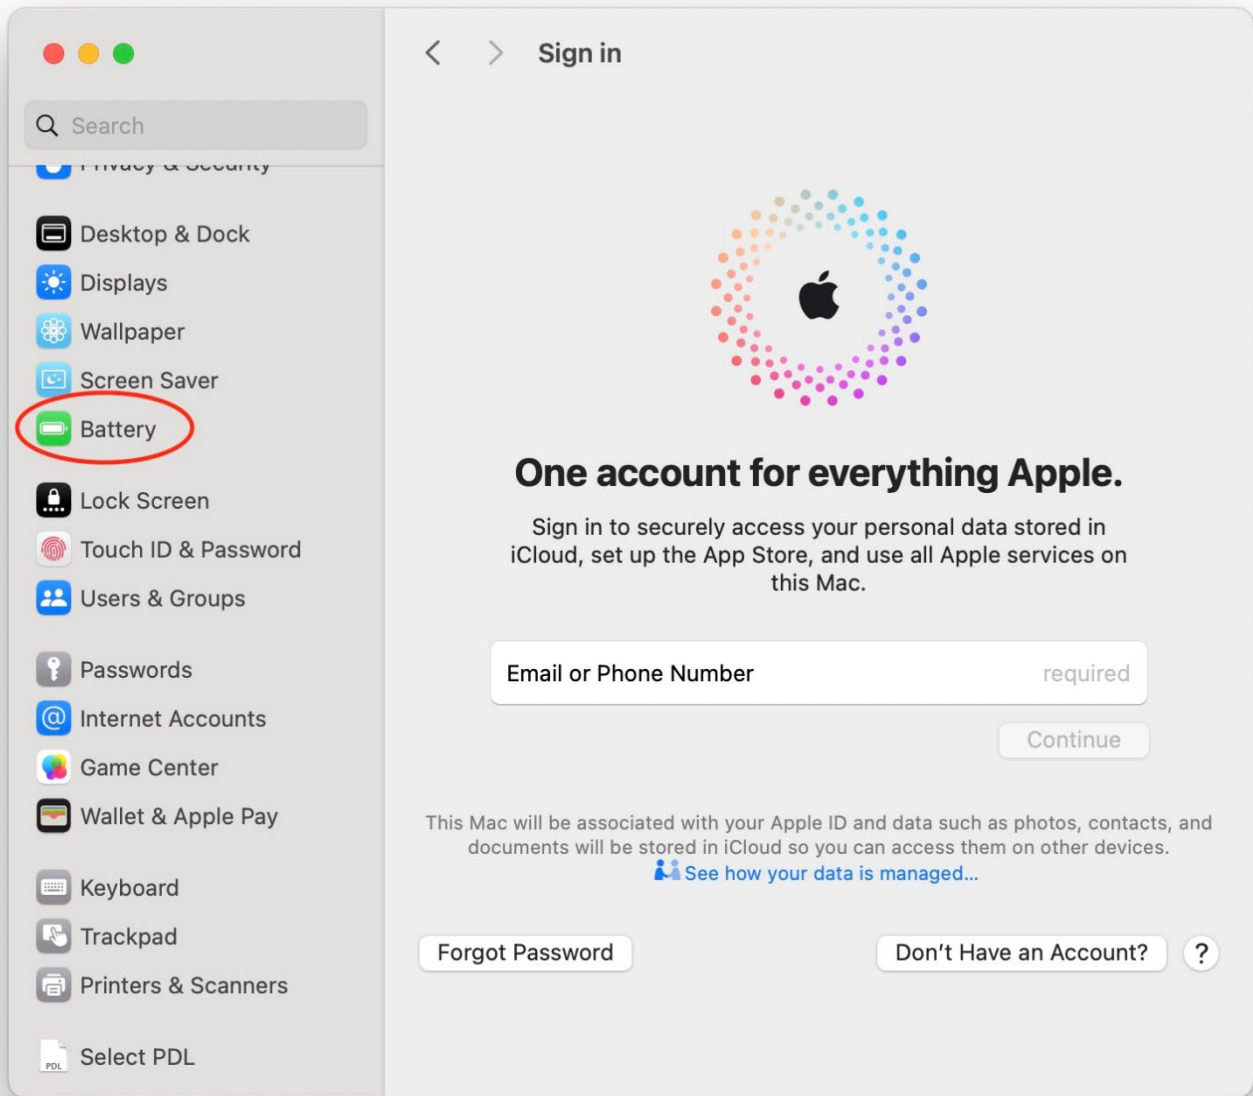 Sign in
Search
Privacy & Security
Desktop & Dock
Displays
Wallpaper
Screen Saver
Battery
Lock Screen
Touch ID & Password
Users & Groups
Passwords
Internet Accounts
Game Center
Wallet & Apple Pay
Keyboard
Trackpad
Printers & Scanners
PDL
Select PDL
One account for everything Apple.
Sign in to securely access your personal data stored in
iCloud, set up the App Store, and use all Apple services on
this Mac.
Email or Phone Number required
Continue
This Mac will be associated with your Apple ID and data such as photos, contacts, and
documents will be stored in iCloud so you can access them on other devices.
See how your data is managed...
Forgot Password
Don't Have an Account? ?